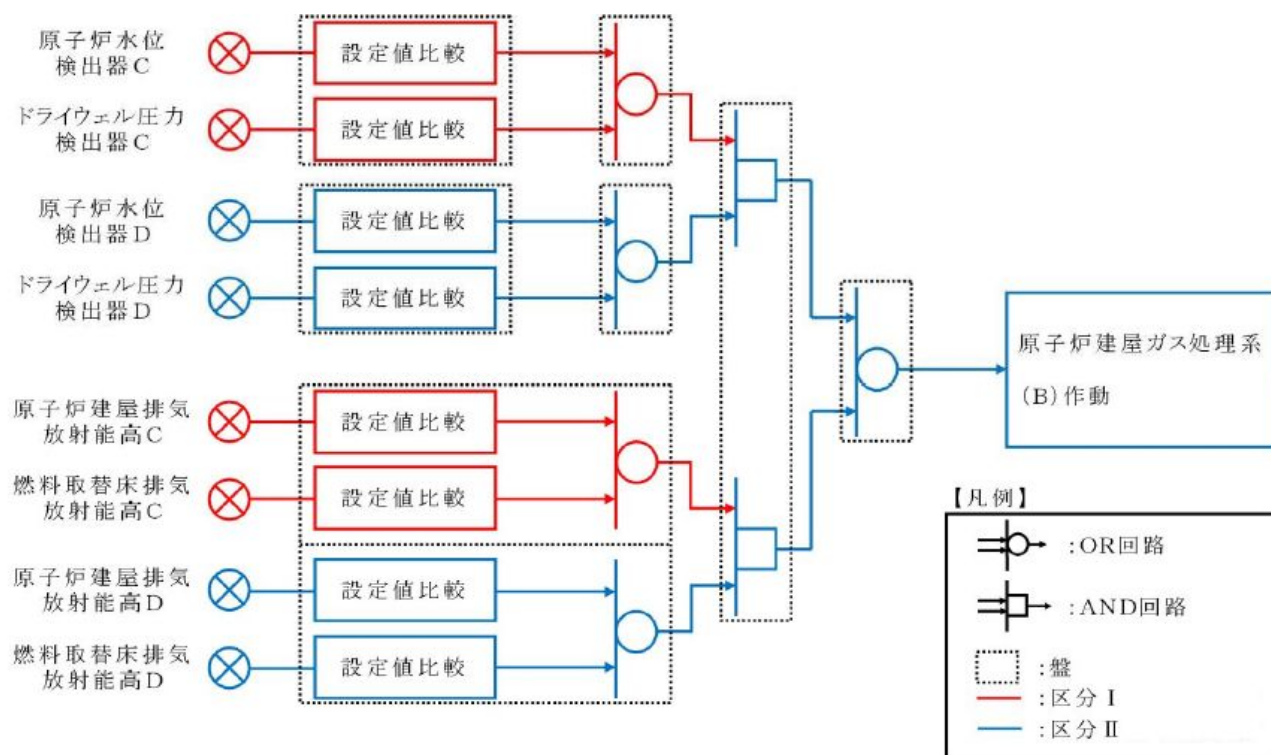 原子炉水位
検出器C
設定値比較
ドライウェル圧力
検出器C
設定値比較
原子炉水位
検出器D
設定値比較
ドライウェル圧力
検出器D
設定値比較
原子炉建屋ガス処理系
(B)作動
原子炉建屋排気
放射能高C
設定値比較
燃料取替床排気
放射能高C
設定値比較
原子炉建屋排気
放射能高D
設定値比較
燃料取替床排気
放射能高D
設定値比較
【凡例】
:OR回路
:AND回路
:盤
:区分Ⅰ
:区分Ⅱ